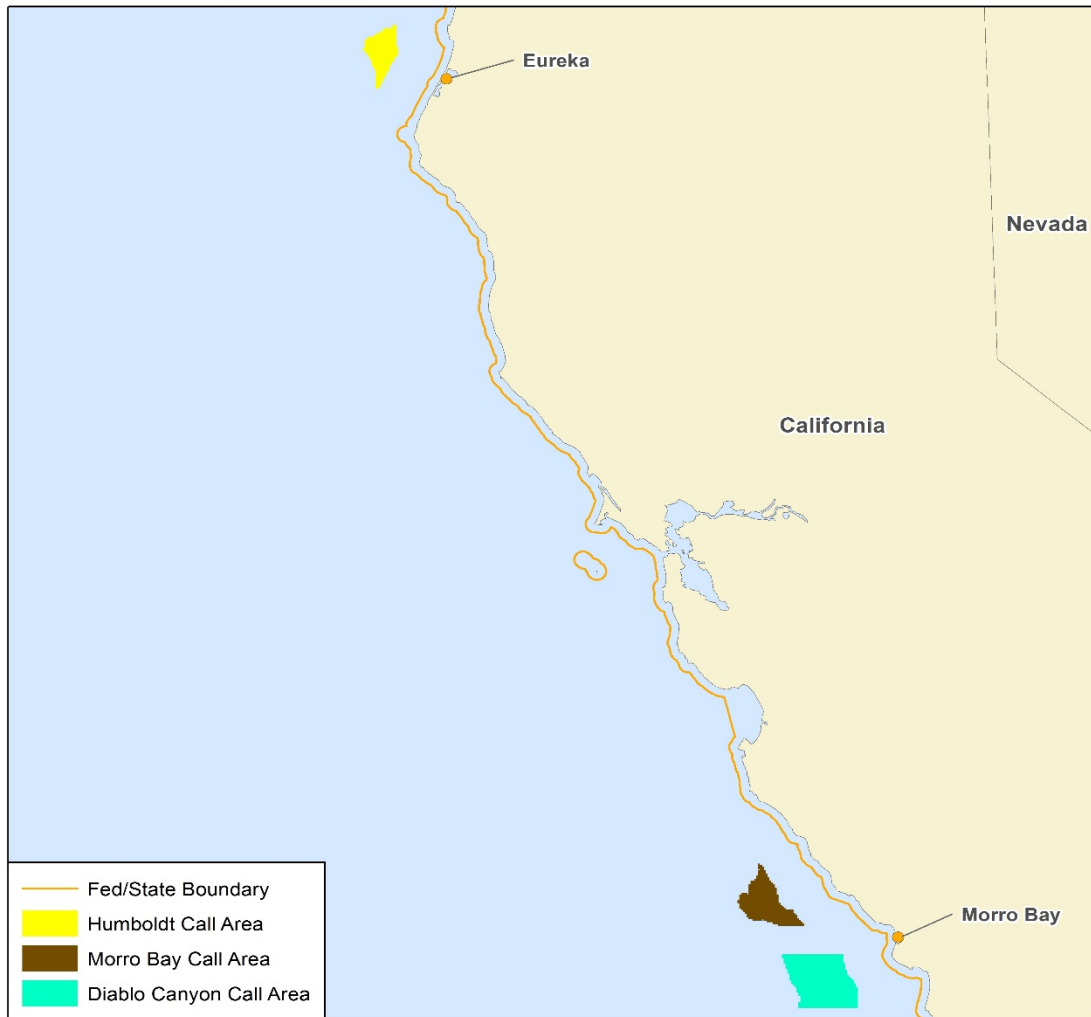 Eureka
Nevada
California
Morro Bay
Fed/State Boundary
Humboldt Call Area
Morro Bay Call Area
Diablo Canyon Call Area